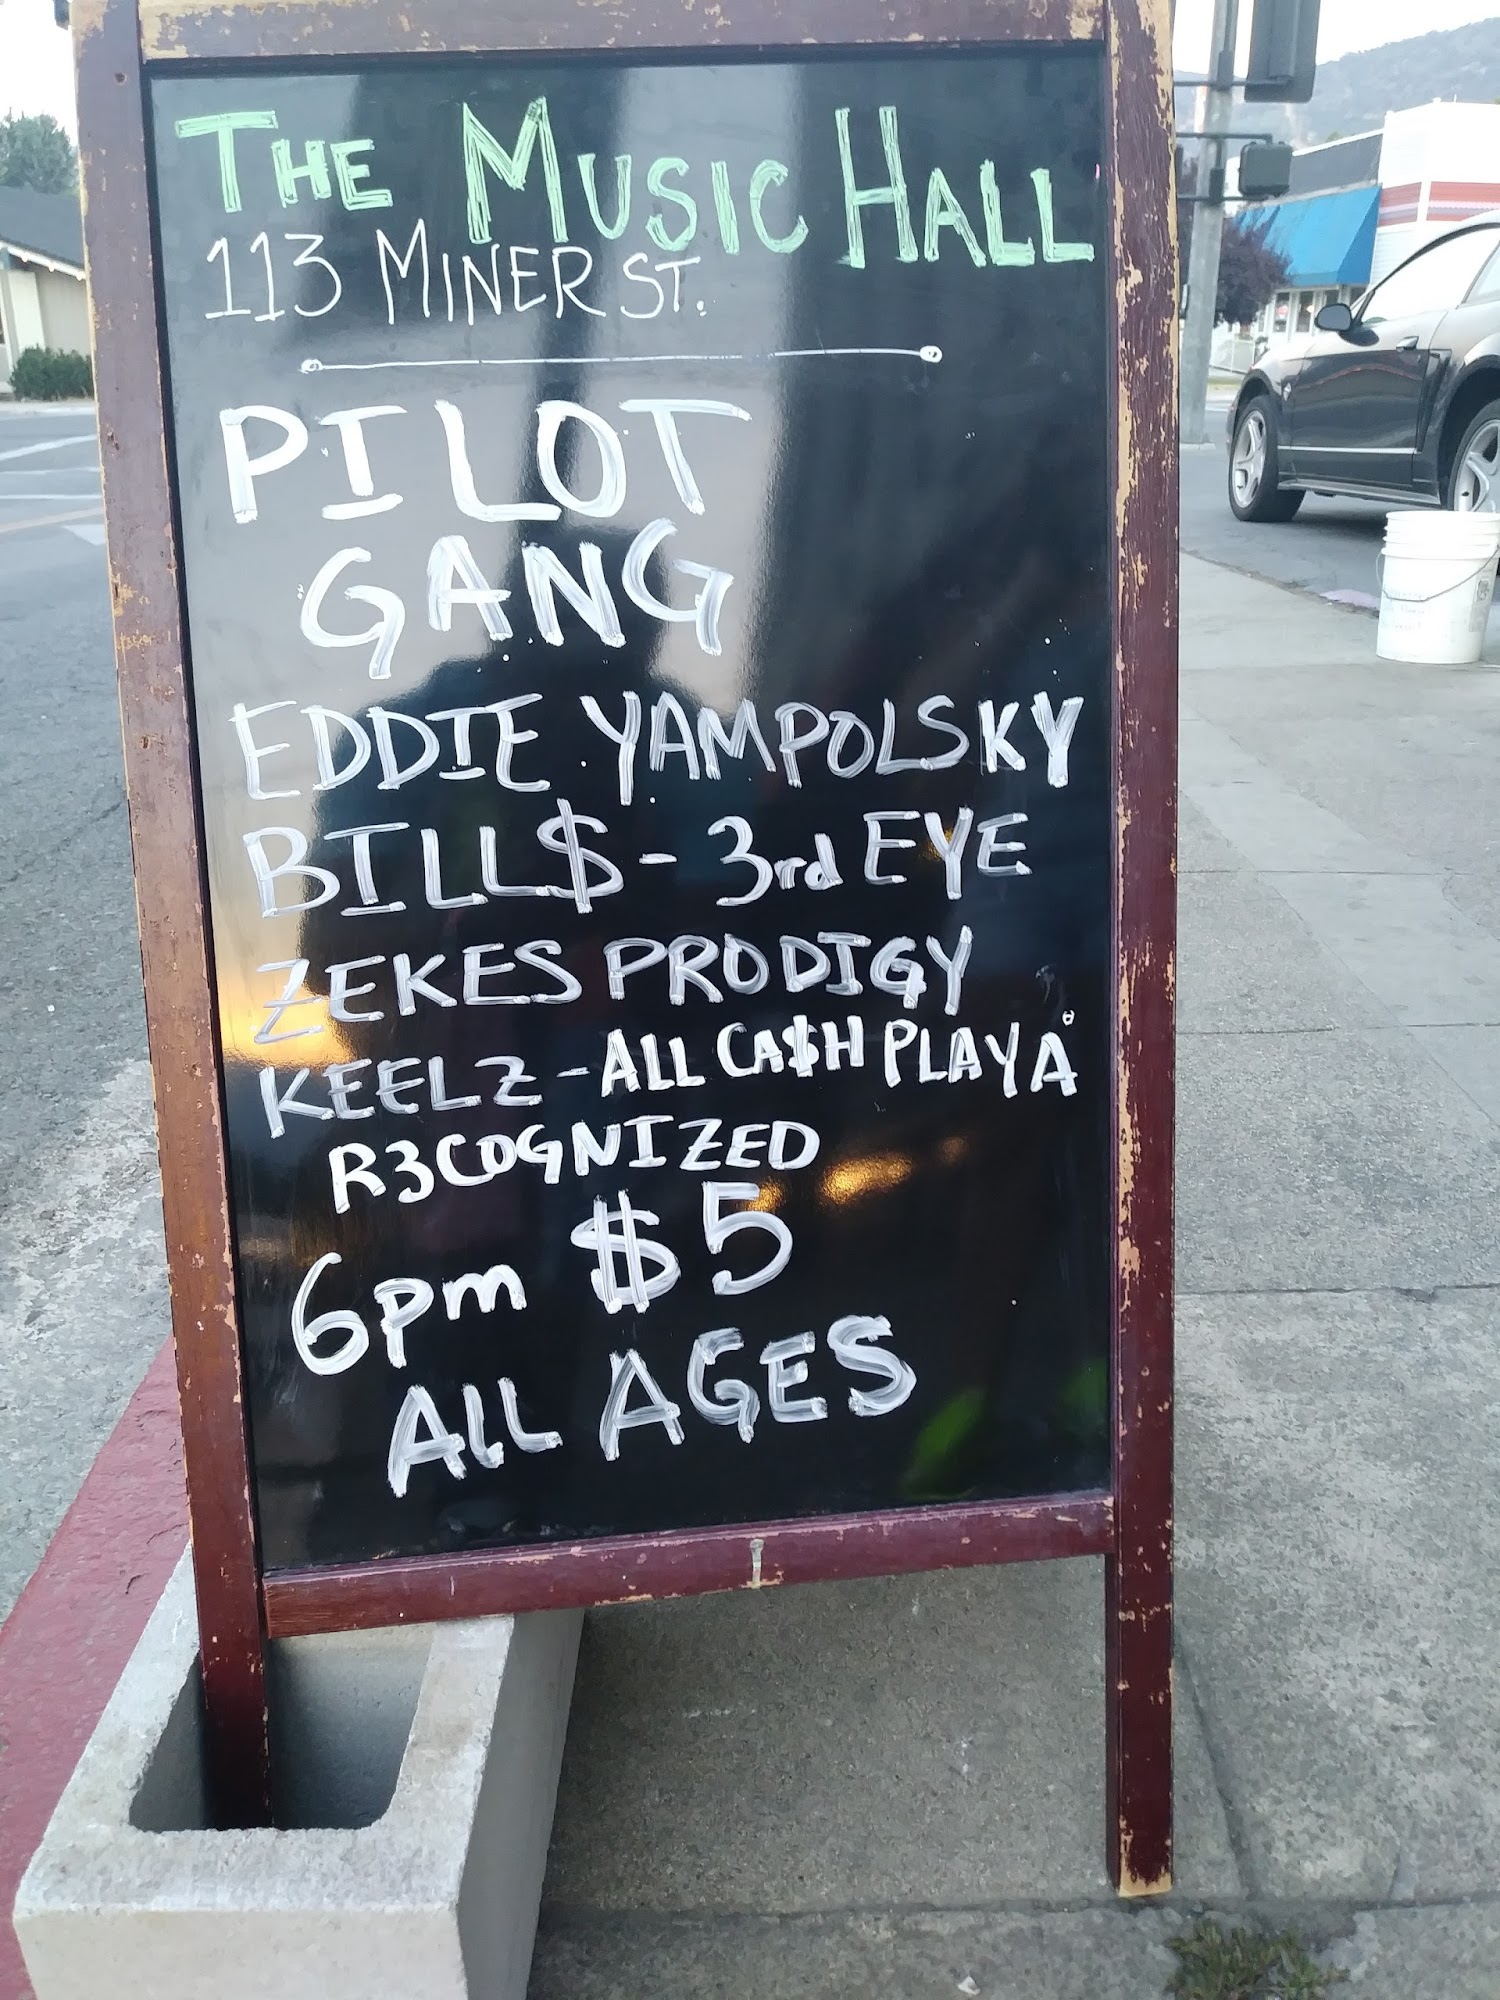 THE MUSIC HALL
113 MINER ST.
PILOT
GANG
EDDIE YAMPOLSKY
BILL$ - 3rd EYE
ZEKES PRODIGY
KEELZ - ALL CA$H PLAYA
R3COGNIZED
6pm $5
ALL AGES